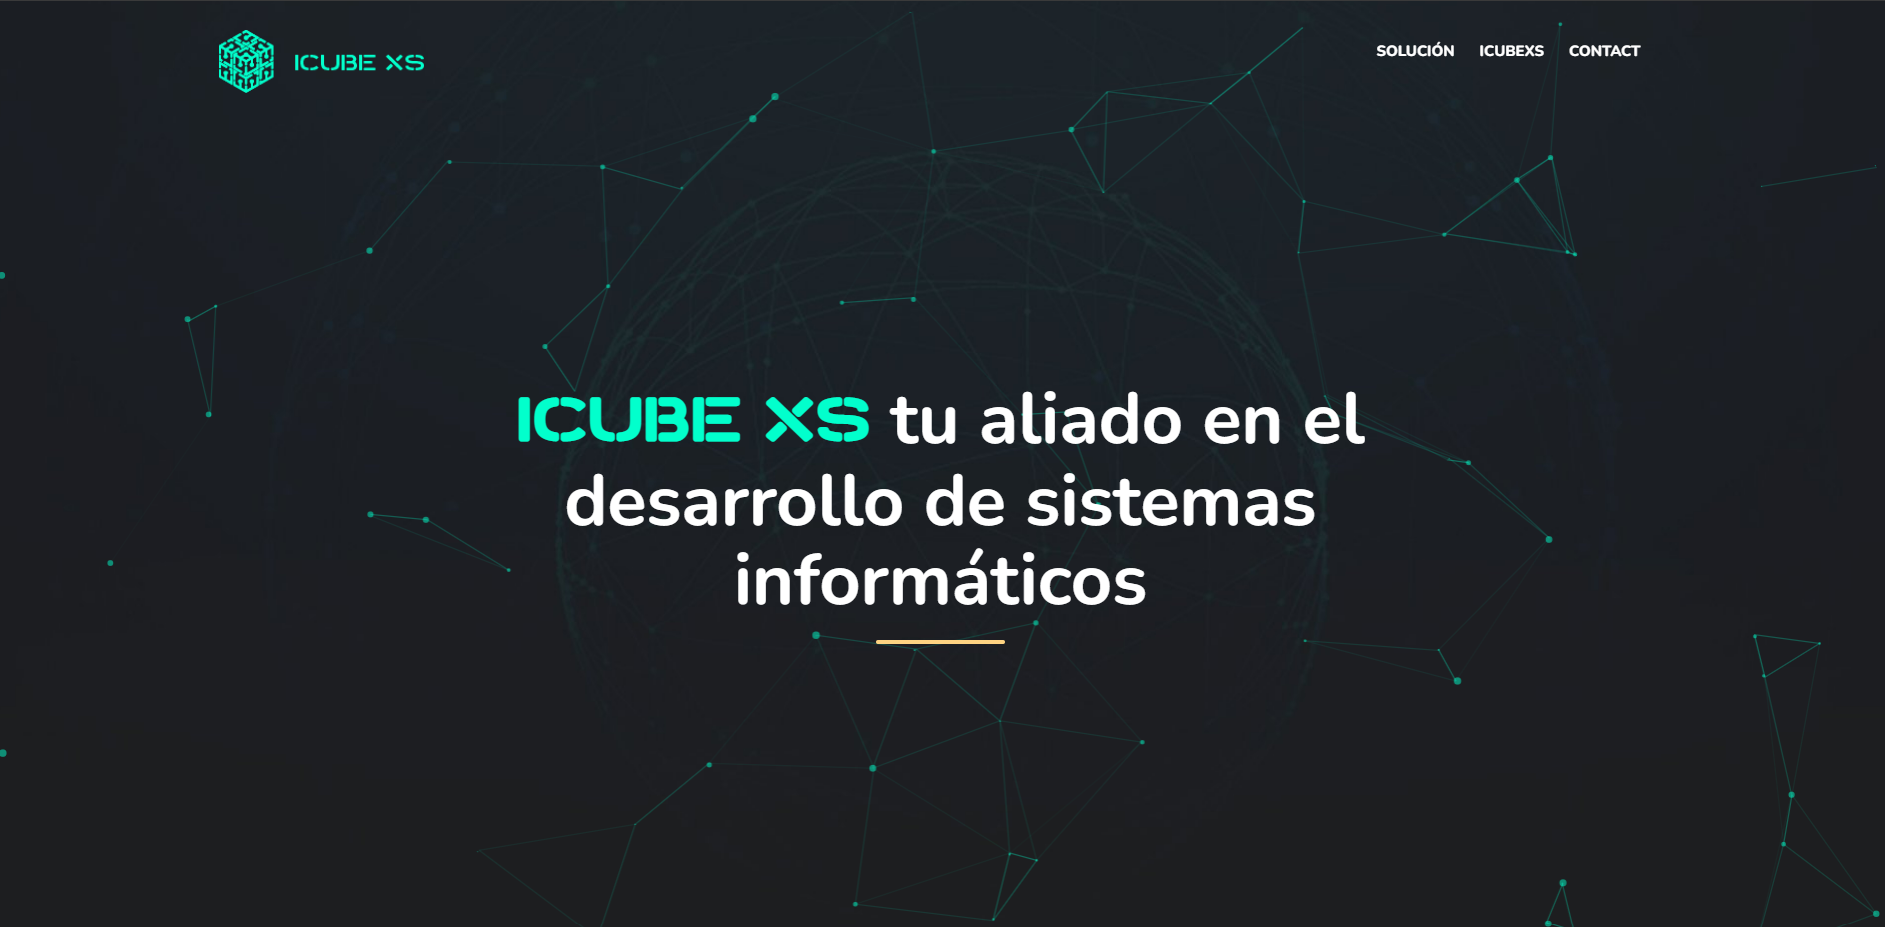 ICUBE XS
SOLUCIÓN ICUBEXS CONTACT
ICUBE XS tu aliado en el
desarrollo de sistemas
informáticos